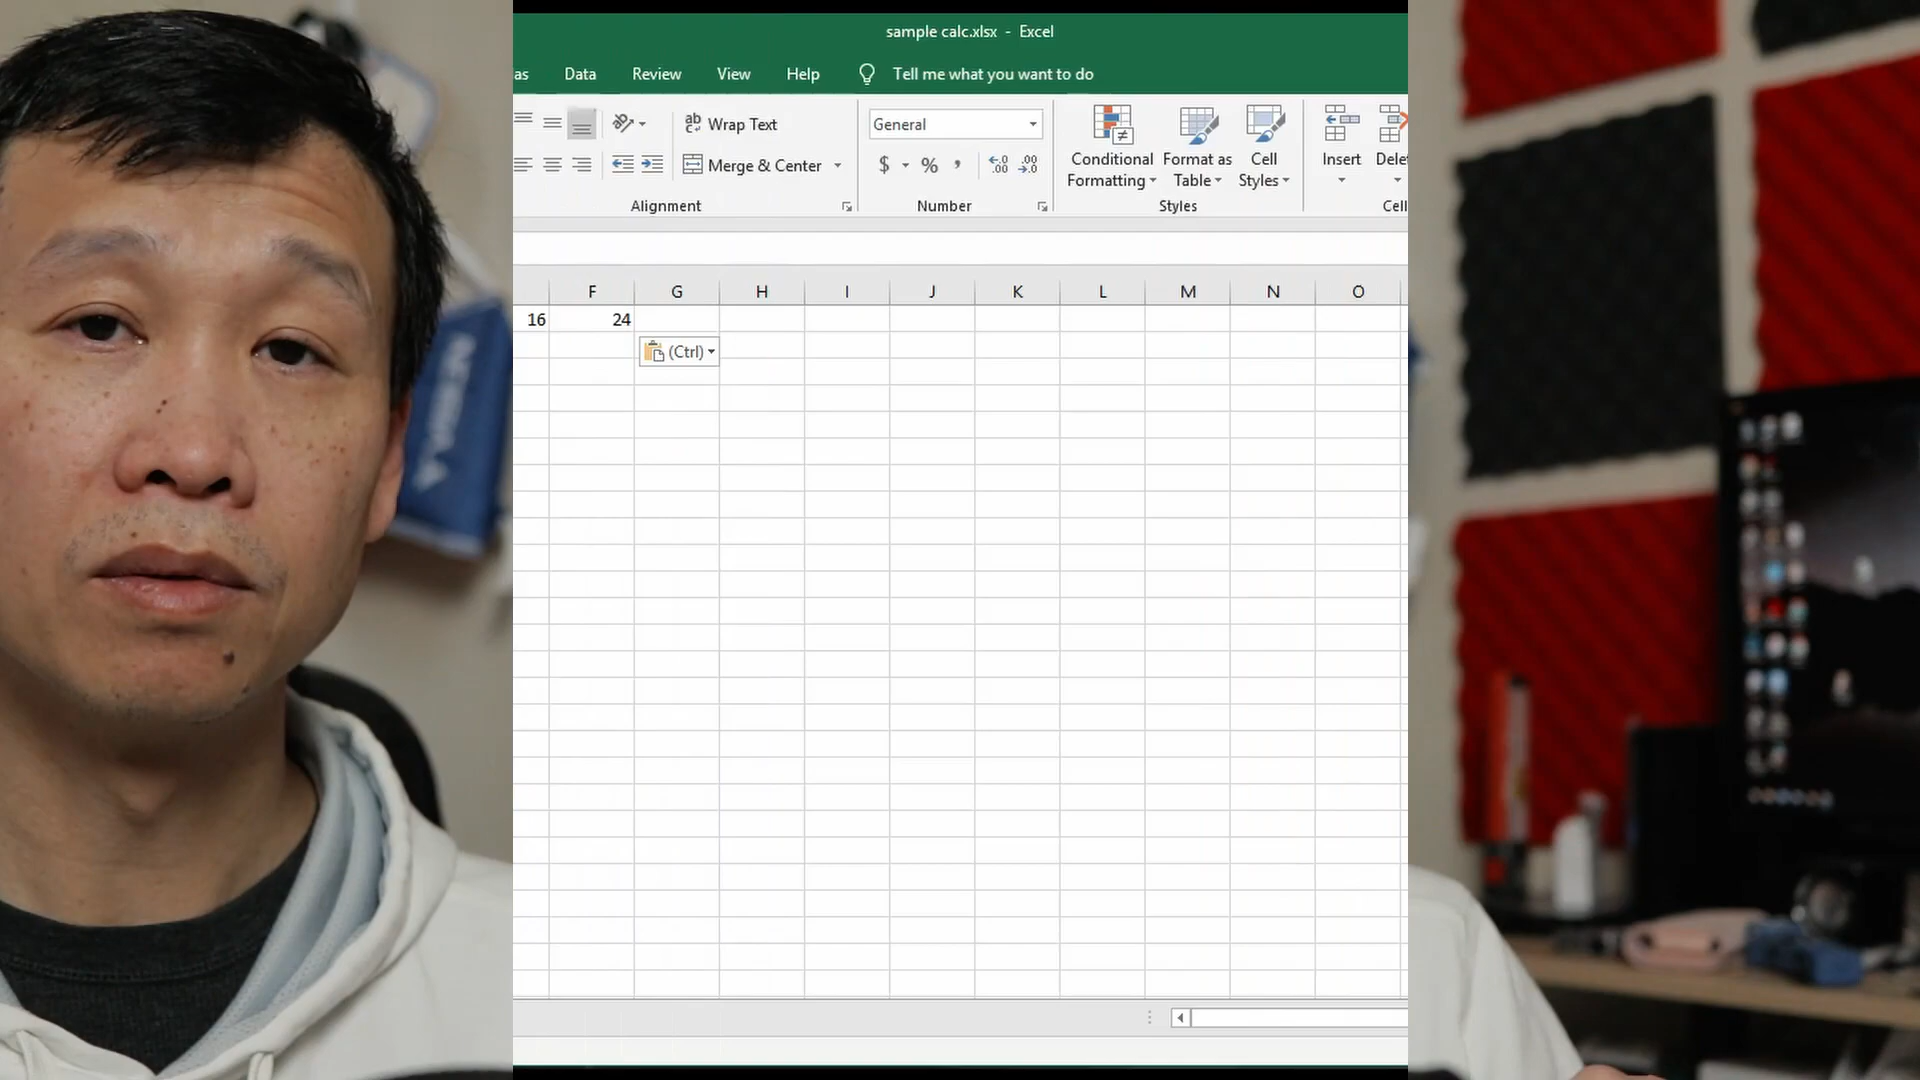 sample calc.xlsx - Excel
as Data Review View Help Tell me what you want to do
ab Wrap Text General
Merge & Center $ % , Conditional Formatting Format as Table Cell Styles Insert Dele
Alignment Number Styles Cell
F G H I J K L M N O
16 24
(Ctrl)